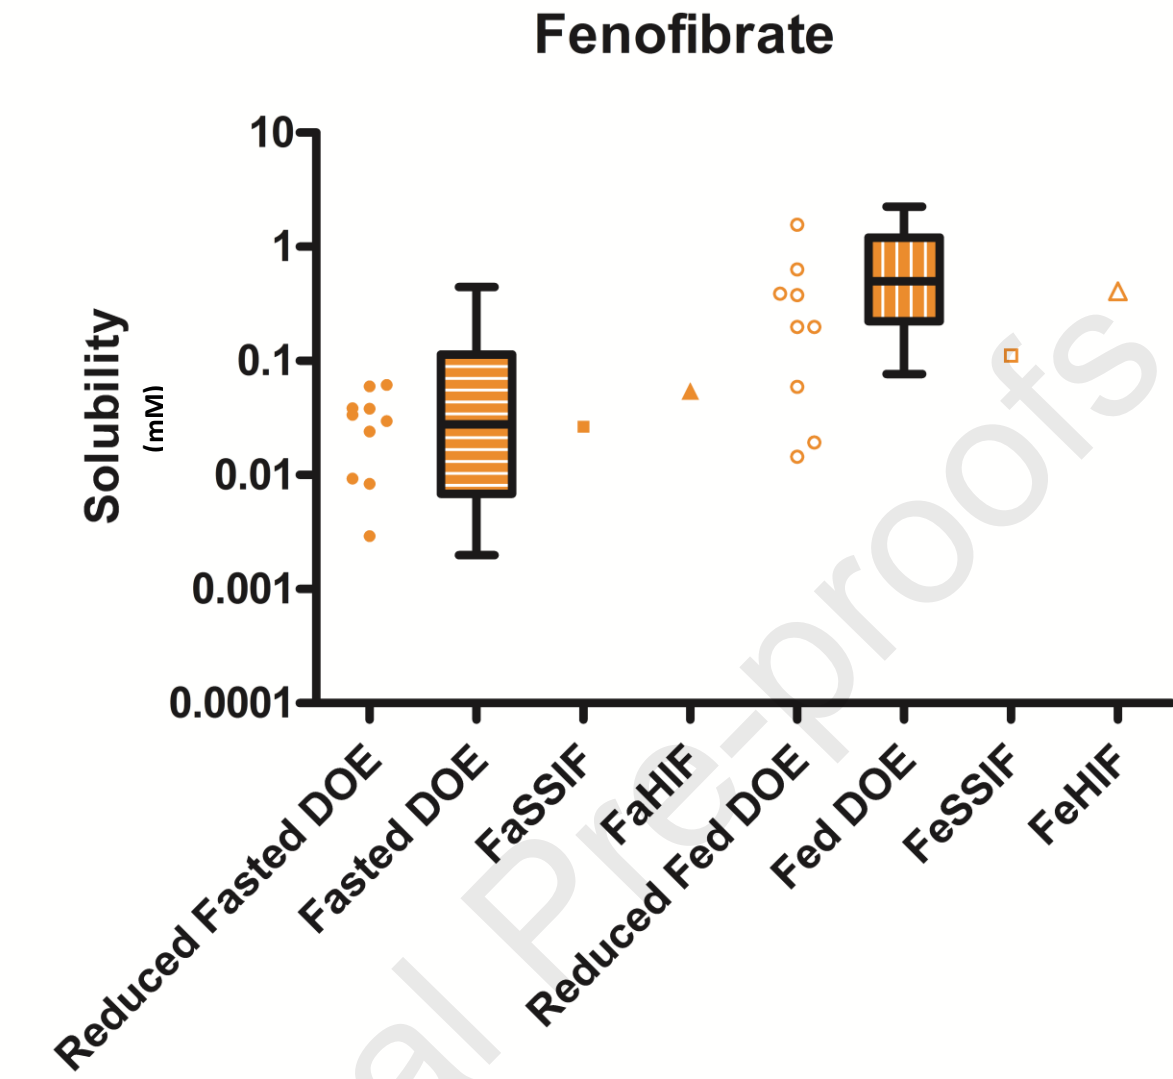 Fenofibrate
10
1
0.1
0.01
0.001
0.0001
Solubility
(mM)
Reduced Fasted DOE
Fasted DOE
FaSSIF
FaHIF
Reduced Fed DOE
Fed DOE
FeSSIF
FeHIF
al Pre-proofs